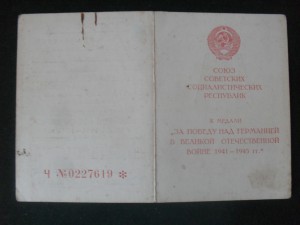 Ч №0227619 *
СОЮЗ
СОВЕТСКИХ
СОЦИАЛИСТИЧЕСКИХ
РЕСПУБЛИК
К МЕДАЛИ
„ЗА ПОБЕДУ НАД ГЕРМАНИЕЙ
В ВЕЛИКОЙ ОТЕЧЕСТВЕННОЙ
ВОЙНЕ 1941—1945 гг."